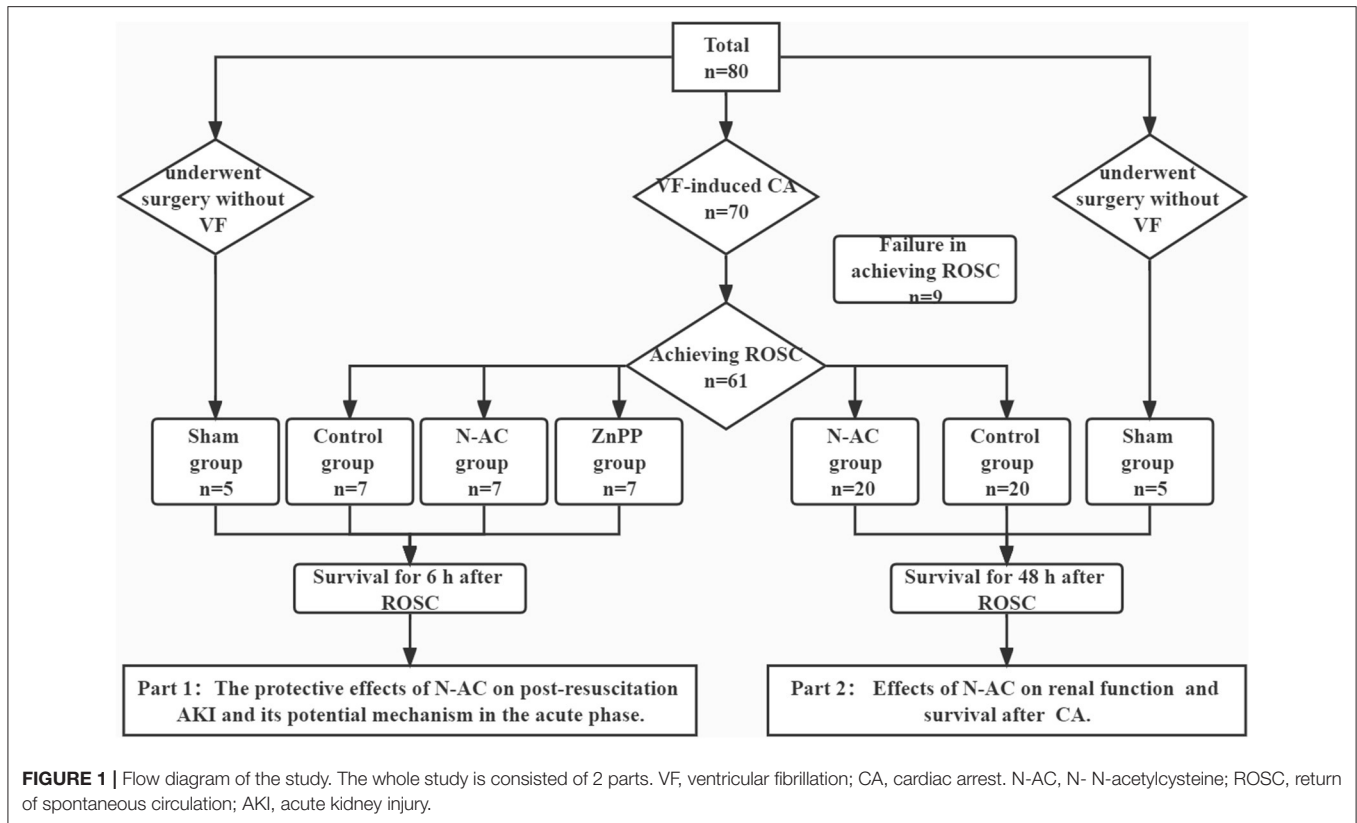 Total
n=80
underwent
surgery without
VF
VF-induced CA
n=70
underwent
surgery without
VF
Failure in
achieving ROSC
n=9
Achieving ROSC
n=61
Sham
group
n=5
Control
group
n=7
N-AC
group
n=7
ZnPP
group
n=7
N-AC
group
n=20
Control
group
n=20
Sham
group
n=5
Survival for 6 h after
ROSC
Survival for 48 h after
ROSC
Part 1: The protective effects of N-AC on post-resuscitation
AKI and its potential mechanism in the acute phase.
Part 2: Effects of N-AC on renal function and
survival after CA.
FIGURE 1 | Flow diagram of the study. The whole study is consisted of 2 parts. VF, ventricular fibrillation; CA, cardiac arrest. N-AC, N- N-acetylcysteine; ROSC, return
of spontaneous circulation; AKI, acute kidney injury.